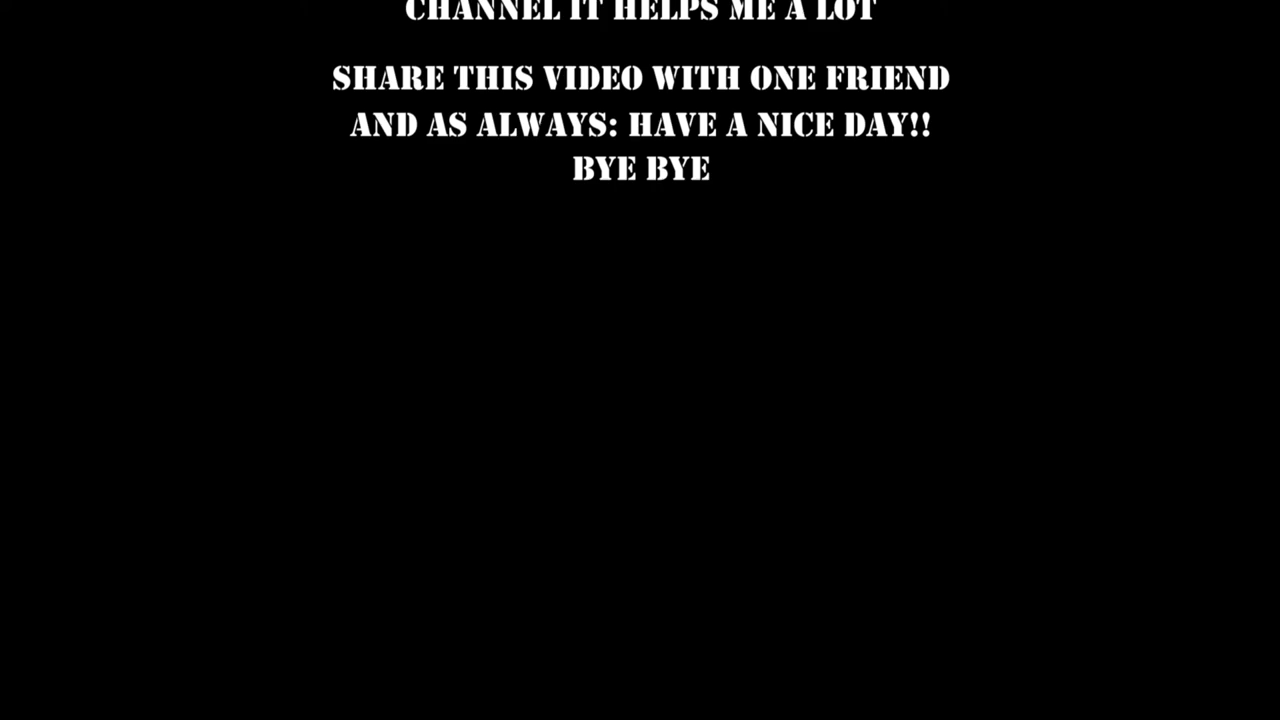 CHANNEL IT HELPS ME A LOT
SHARE THIS VIDEO WITH ONE FRIEND
AND AS ALWAYS: HAVE A NICE DAY!!
BYE BYE